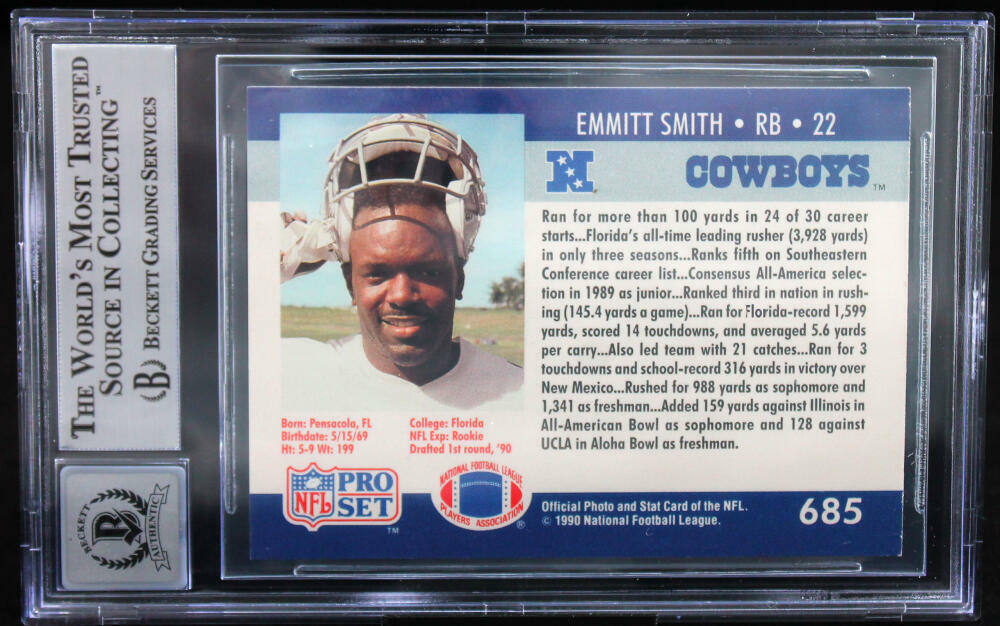 THE WORLD'S MOST TRUSTED
SOURCE IN COLLECTING™
BECKETT GRADING SERVICES
B
BECKETT
B
AUTHENTIC
EMMITT SMITH • RB • 22
N
COWBOYS™
Ran for more than 100 yards in 24 of 30 career
starts...Florida's all-time leading rusher (3,928 yards)
in only three seasons...Ranks fifth on Southeastern
Conference career list...Consensus All-America selec-
tion in 1989 as junior...Ranked third in nation in rush-
ing (145.4 yards a game)...Ran for Florida-record 1,599
yards, scored 14 touchdowns, and averaged 5.6 yards
per carry...Also led team with 21 catches...Ran for 3
touchdowns and school-record 316 yards in victory over
New Mexico...Rushed for 988 yards as sophomore and
1,341 as freshman...Added 159 yards against Illinois in
All-American Bowl as sophomore and 128 against
UCLA in Aloha Bowl as freshman.
Born: Pensacola, FL
Birthdate: 5/15/69
Ht: 5-9 Wt: 199
College: Florida
NFL Exp: Rookie
Drafted 1st round, '90
NFL
PRO
SET
™
NATIONAL FOOTBALL LEAGUE
PLAYERS ASSOCIATION
®
Official Photo and Stat Card of the NFL.
© 1990 National Football League.
685